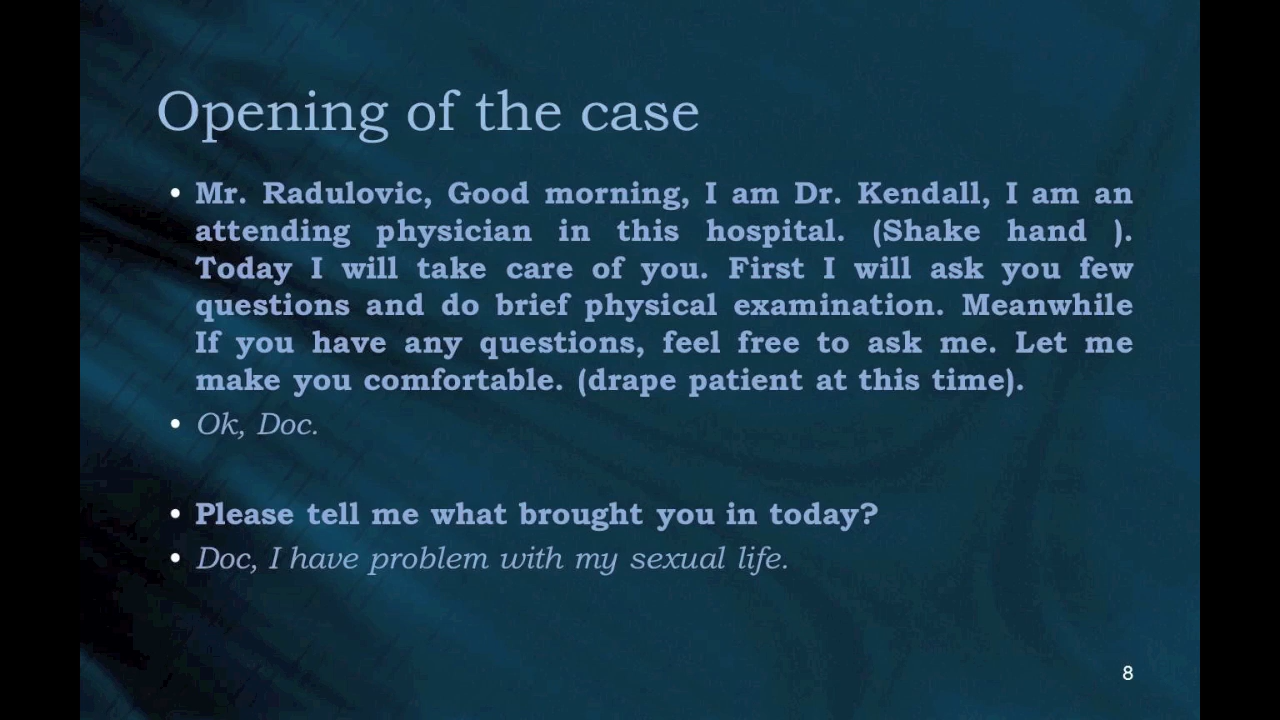 Opening of the case
• Mr. Radulovic, Good morning, I am Dr. Kendall, I am an
attending physician in this hospital. (Shake hand ).
Today I will take care of you. First I will ask you few
questions and do brief physical examination. Meanwhile
If you have any questions, feel free to ask me. Let me
make you comfortable. (drape patient at this time).
• Ok, Doc.
• Please tell me what brought you in today?
• Doc, I have problem with my sexual life.
8